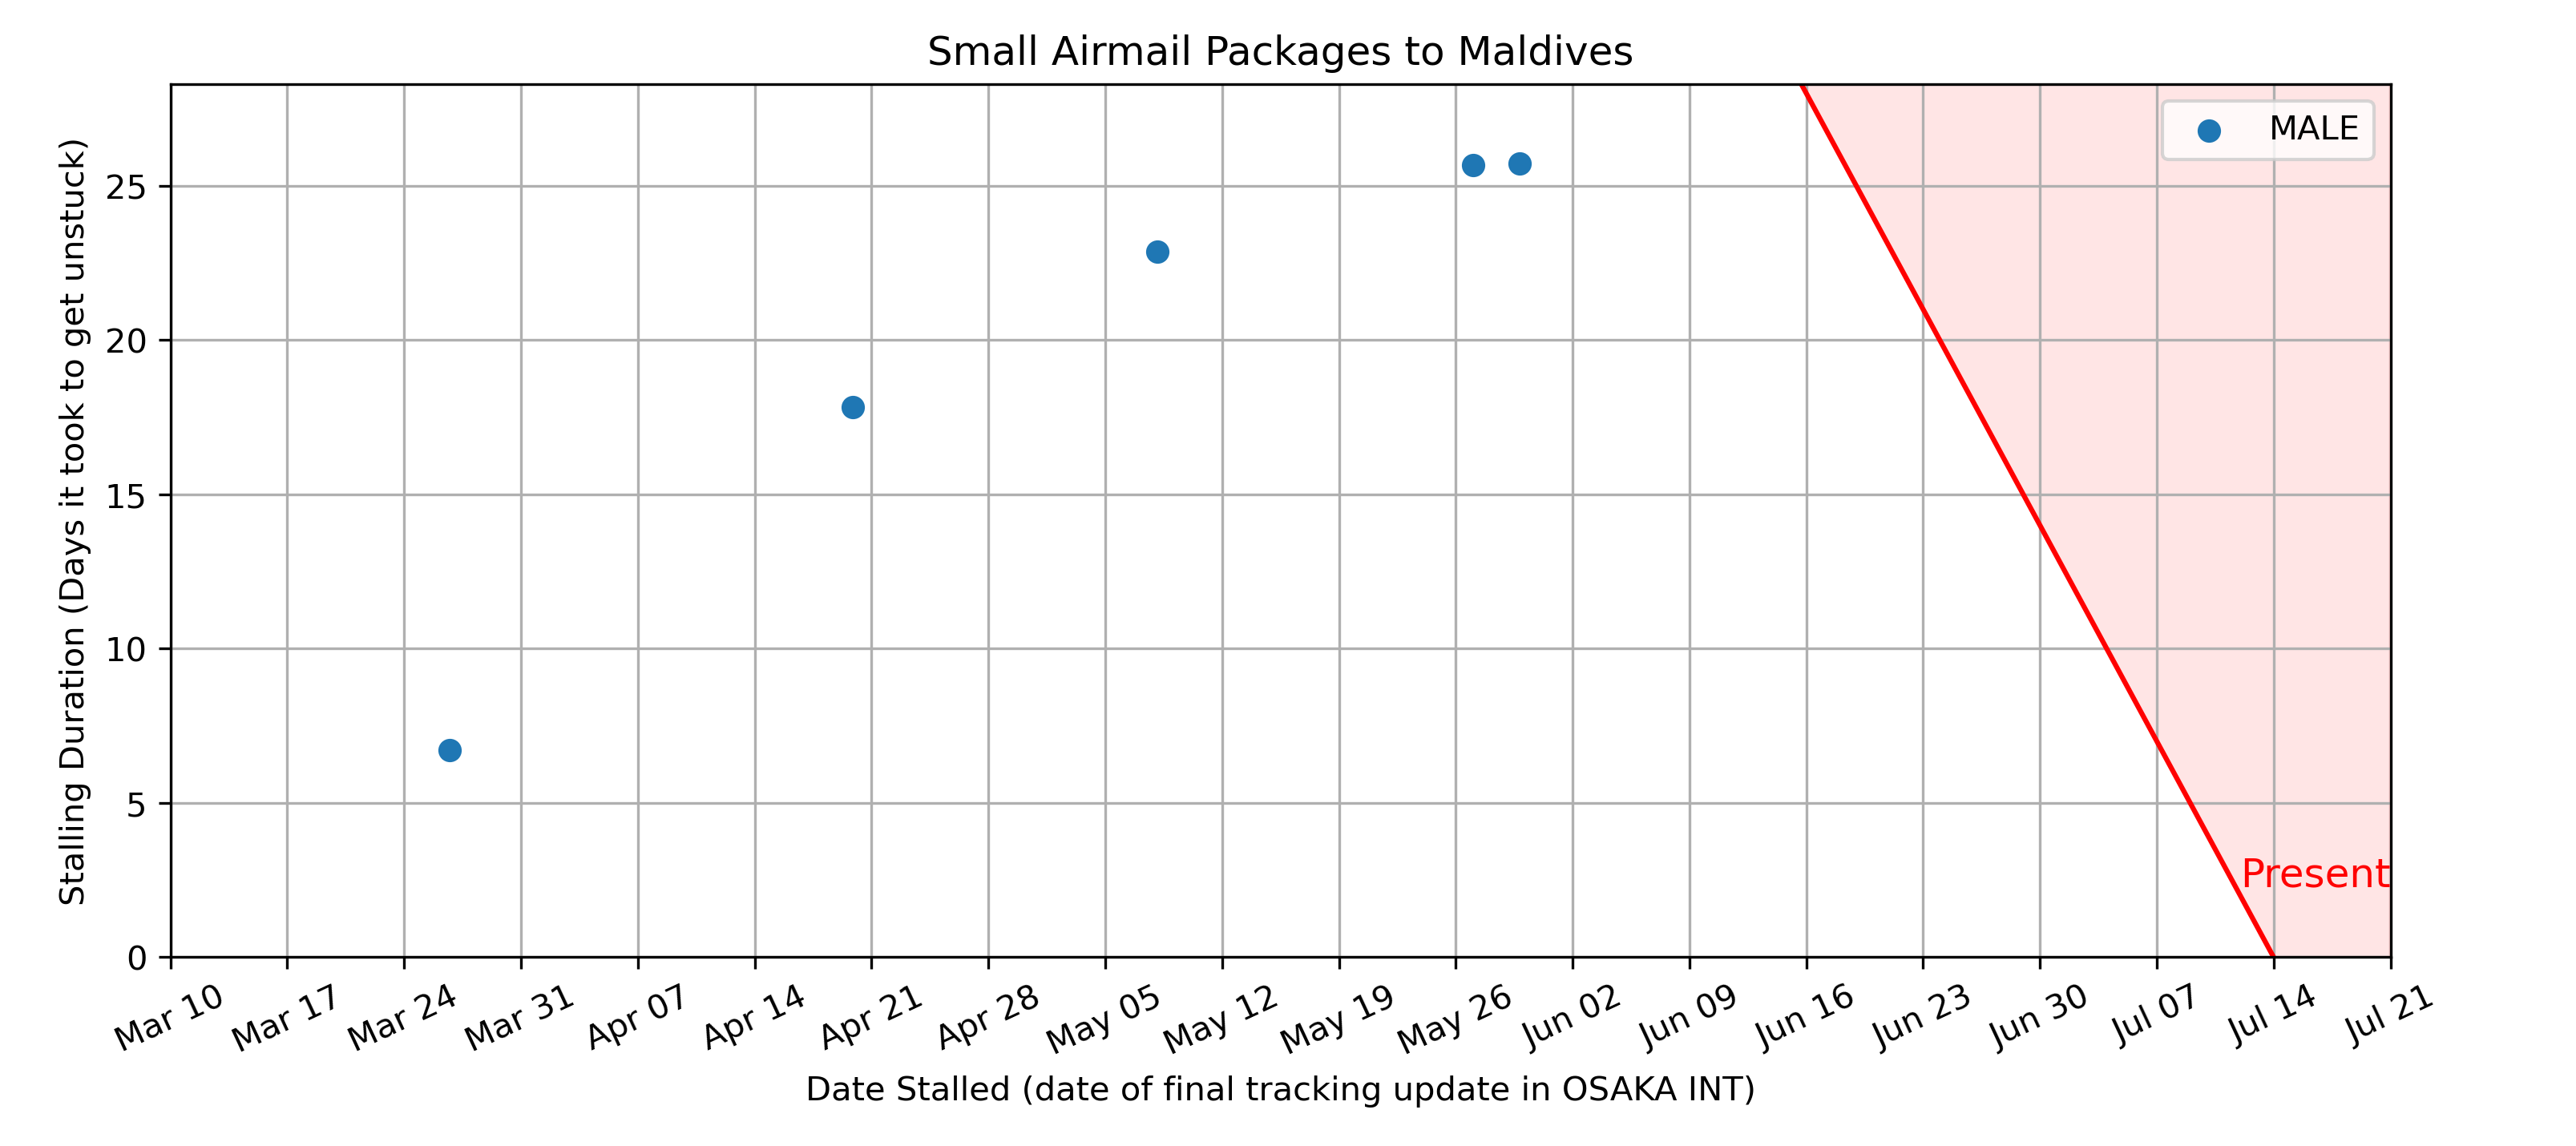 Small Airmail Packages to Maldives
MALE
Stalling Duration (Days it took to get unstuck)
25
20
15
10
5
0
Present
Mar 10
Mar 17
Mar 24
Mar 31
Apr 07
Apr 14
Apr 21
Apr 28
May 05
May 12
May 19
May 26
Jun 02
Jun 09
Jun 16
Jun 23
Jun 30
Jul 07
Jul 14
Jul 21
Date Stalled (date of final tracking update in OSAKA INT)